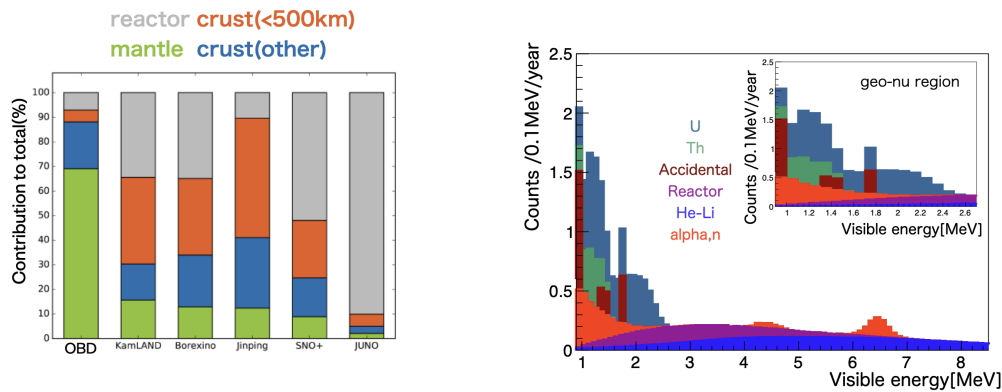 reactor crust(<500km)
mantle crust(other)
Contribution to total(%)
100
90
80
70
60
50
40
30
20
10
0
OBD KamLAND Borexino Jinping SNO+ JUNO
Counts /0.1MeV/year
2.5
2
1.5
1
0.5
0
1 2 3 4 5 6 7 8
Visible energy[MeV]
U
Th
Accidental
Reactor
He-Li
alpha,n
geo-nu region
Counts /0.1MeV/year
2.5
2
1.5
1
0.5
0
1 1.2 1.4 1.6 1.8 2 2.2 2.4 2.6
Visible energy[MeV]